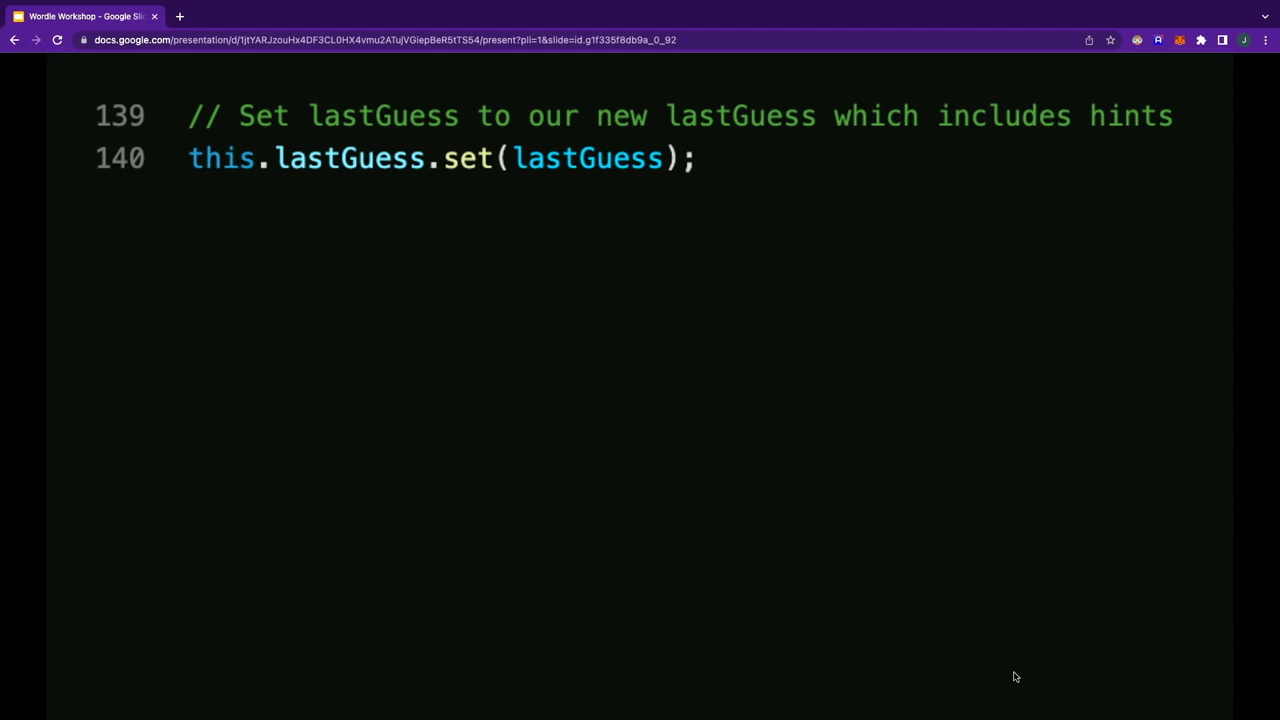 Wordle Workshop - Google Sli
docs.google.com/presentation/d/1jtYARJzouHx4DF3CL0HX4vmu2ATujVGiepBeR5tTS54/present?pli=1&slide=id.g1f335f8db9a_0_92
J
139 // Set lastGuess to our new lastGuess which includes hints
140 this.lastGuess.set(lastGuess);